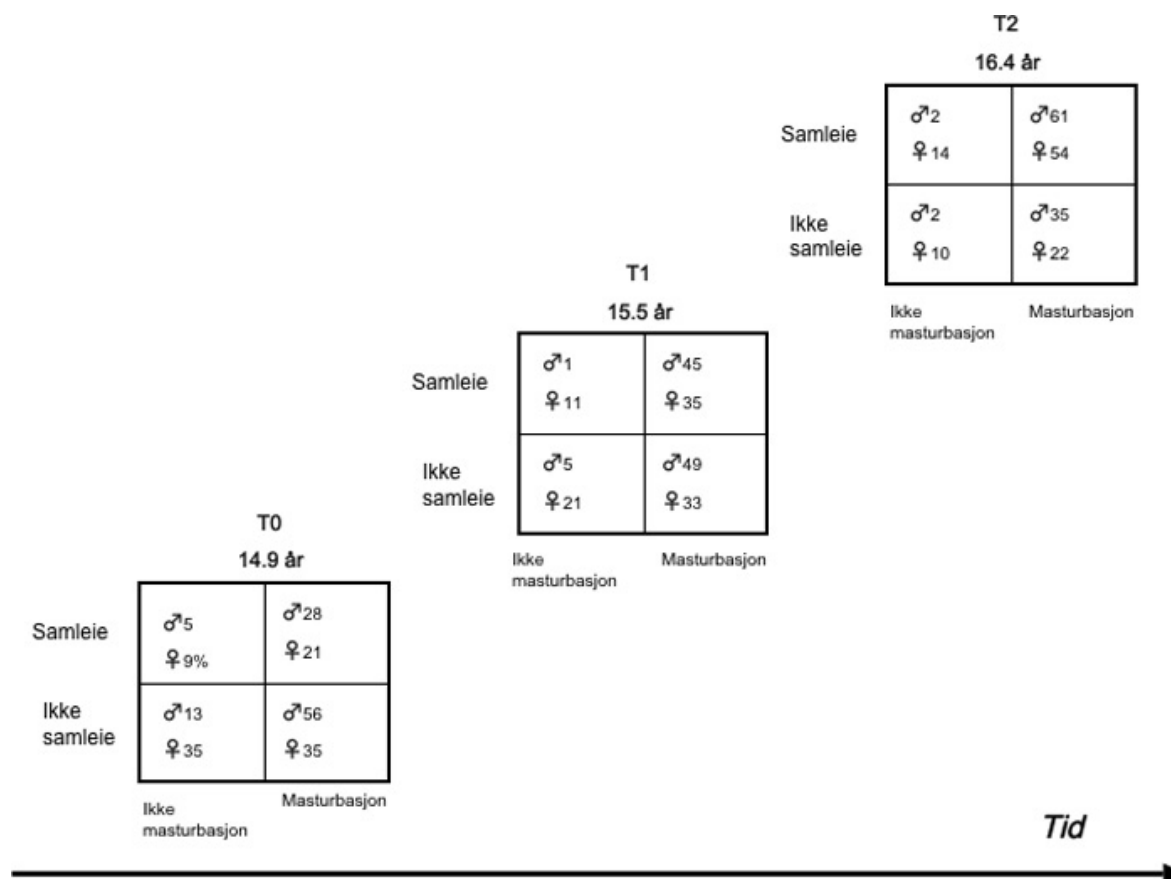 T2
16.4 år
Samleie
♂2 ♂61
♀14 ♀54
Ikke
samleie
♂2 ♂35
♀10 ♀22
Ikke
masturbasjon
Masturbasjon
T1
15.5 år
Samleie
♂1 ♂45
♀11 ♀35
Ikke
samleie
♂5 ♂49
♀21 ♀33
Ikke
masturbasjon
Masturbasjon
T0
14.9 år
Samleie
♂5 ♂28
♀9% ♀21
Ikke
samleie
♂13 ♂56
♀35 ♀35
Ikke
masturbasjon
Masturbasjon
Tid